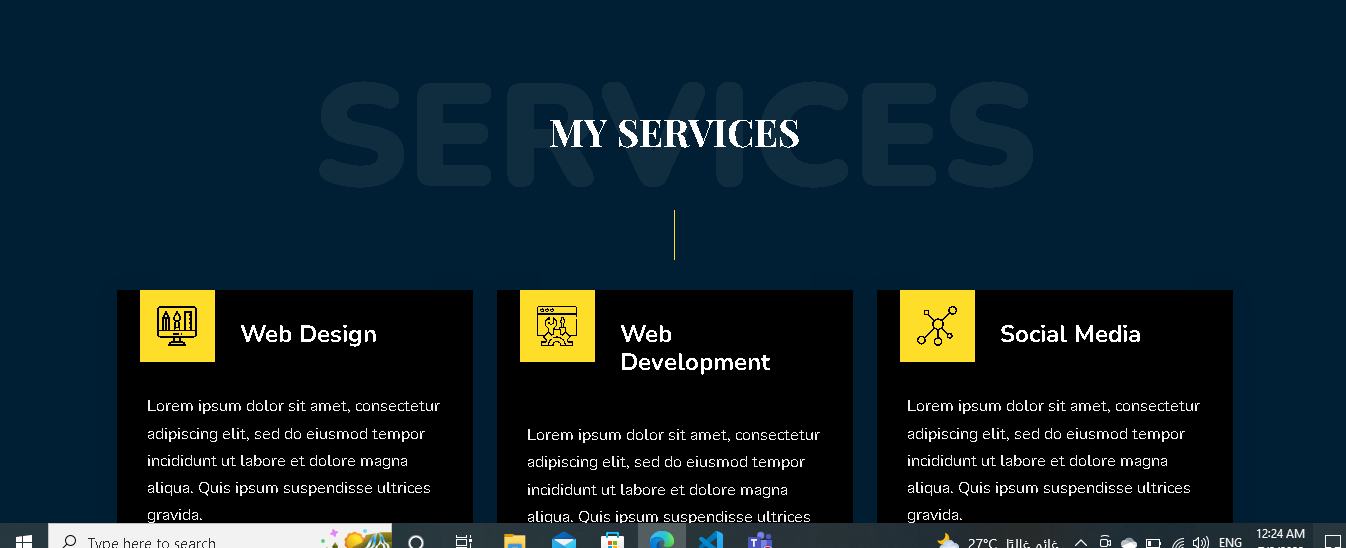 SERVICES
MY SERVICES
Web Design
Web
Development
Social Media
Lorem ipsum dolor sit amet, consectetur
adipiscing elit, sed do eiusmod tempor
incididunt ut labore et dolore magna
aliqua. Quis ipsum suspendisse ultrices
gravida.
Lorem ipsum dolor sit amet, consectetur
adipiscing elit, sed do eiusmod tempor
incididunt ut labore et dolore magna
aliqua. Quis ipsum suspendisse ultrices
Lorem ipsum dolor sit amet, consectetur
adipiscing elit, sed do eiusmod tempor
incididunt ut labore et dolore magna
aliqua. Quis ipsum suspendisse ultrices
gravida.
Type here to search
27°C غائم غالبًا
ENG
12:24 AM